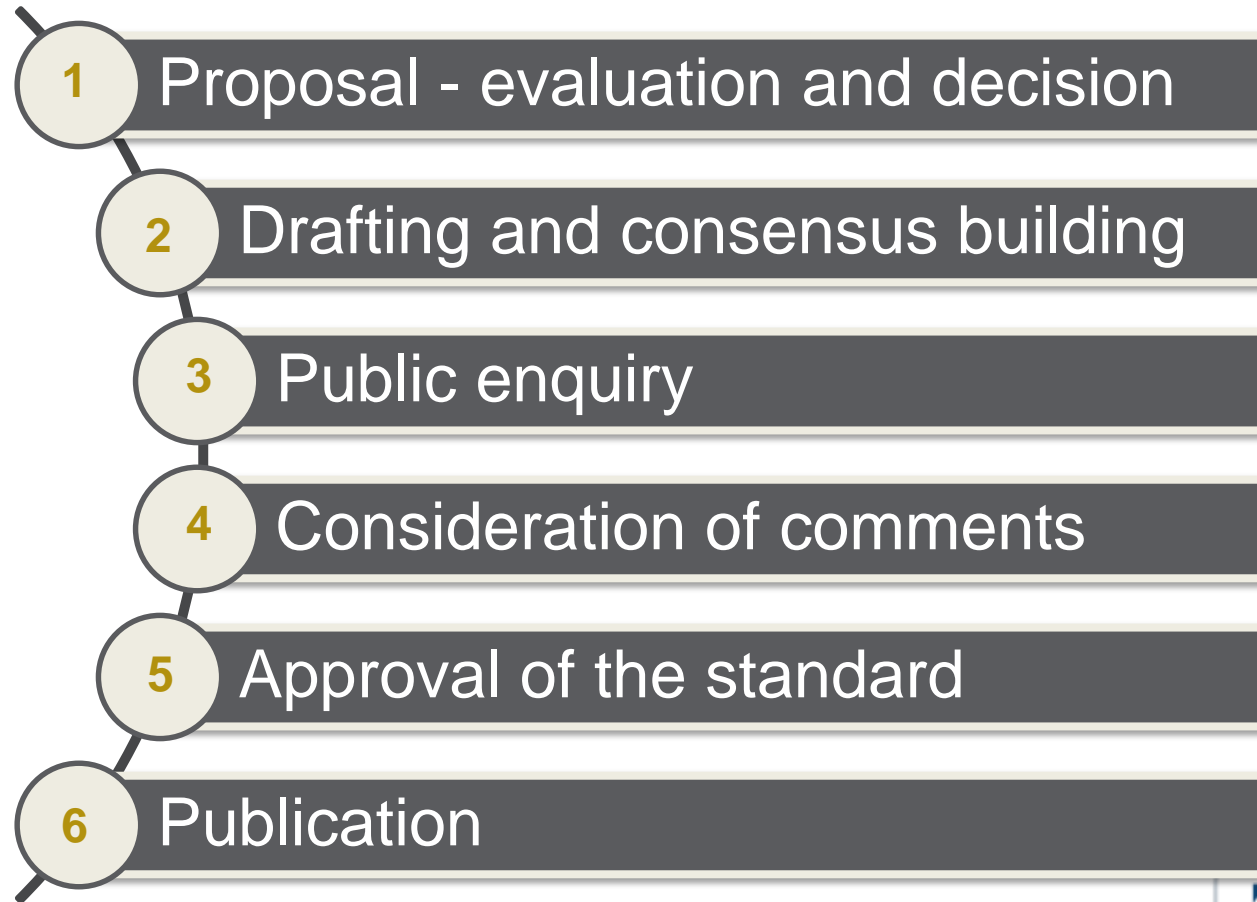 1 Proposal - evaluation and decision
2 Drafting and consensus building
3 Public enquiry
4 Consideration of comments
5 Approval of the standard
6 Publication